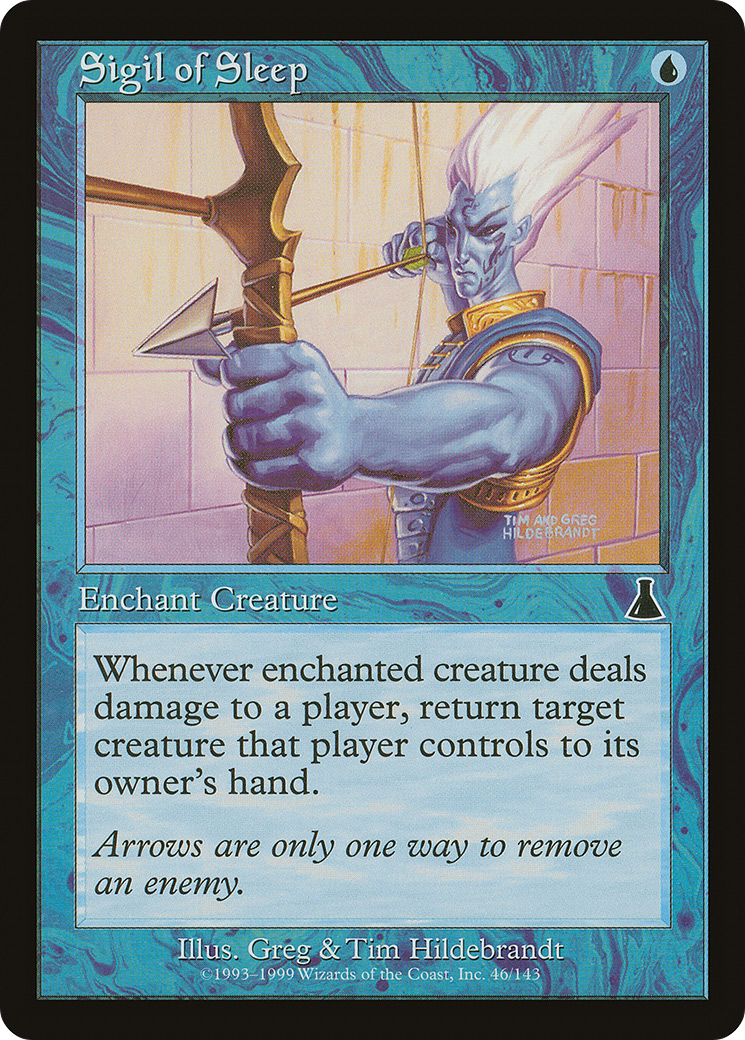 Sigil of Sleep
TIM AND GREG
HILDEBRANDT
Enchant Creature
Whenever enchanted creature deals
damage to a player, return target
creature that player controls to its
owner's hand.
Arrows are only one way to remove
an enemy.
Illus. Greg & Tim Hildebrandt
©1993–1999 Wizards of the Coast, Inc. 46/143